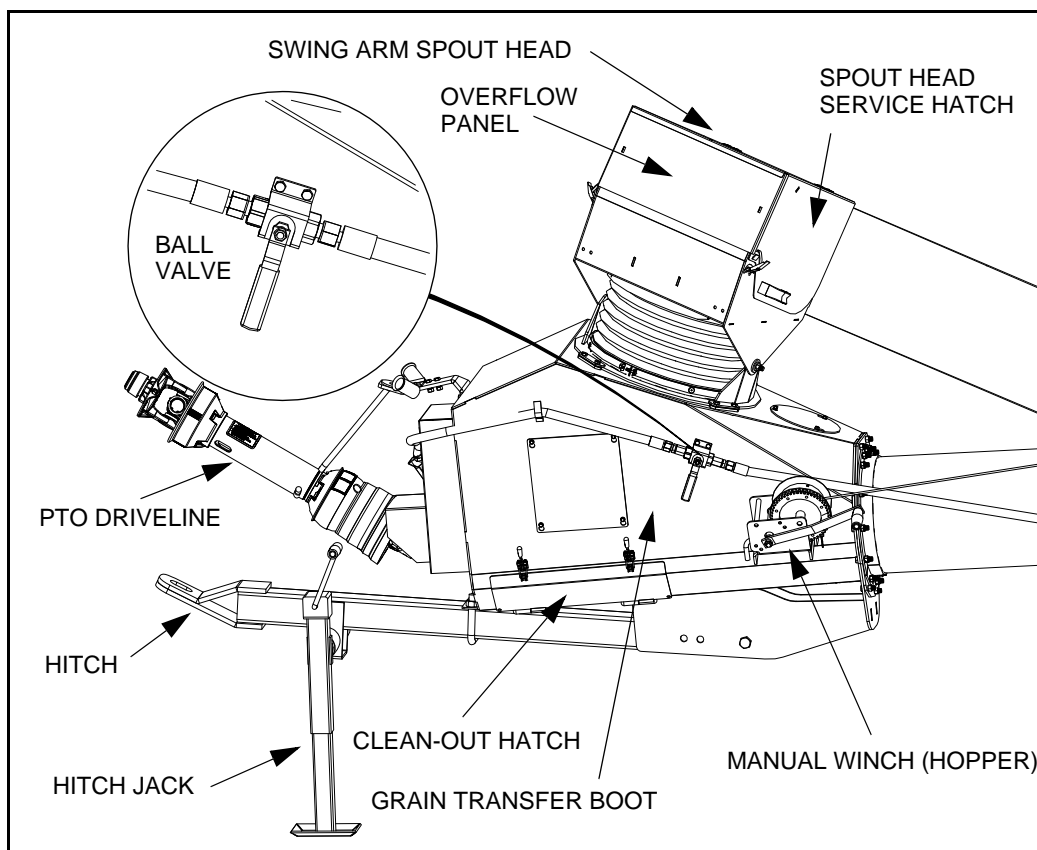 SWING ARM SPOUT HEAD
SPOUT HEAD
SERVICE HATCH
OVERFLOW
PANEL
BALL
VALVE
PTO DRIVELINE
HITCH
CLEAN-OUT HATCH
MANUAL WINCH (HOPPER)
HITCH JACK
GRAIN TRANSFER BOOT